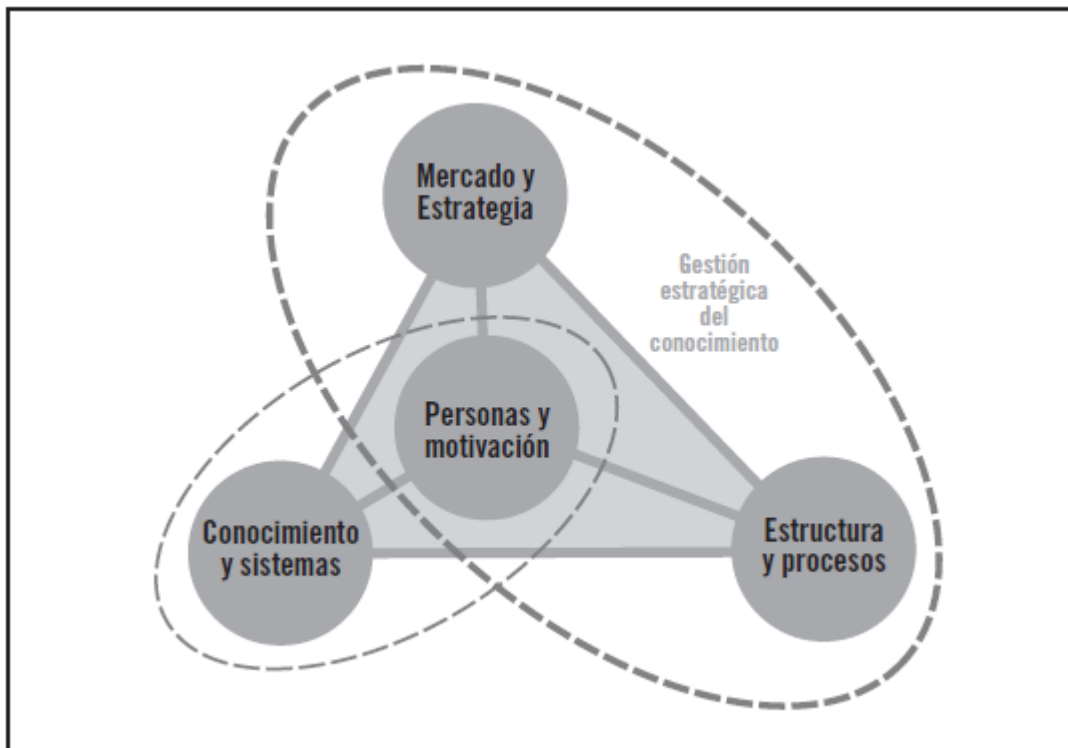 Mercado y
Estrategia
Gestión
estratégica
del
conocimiento
Personas y
motivación
Conocimiento
y sistemas
Estructura
y procesos